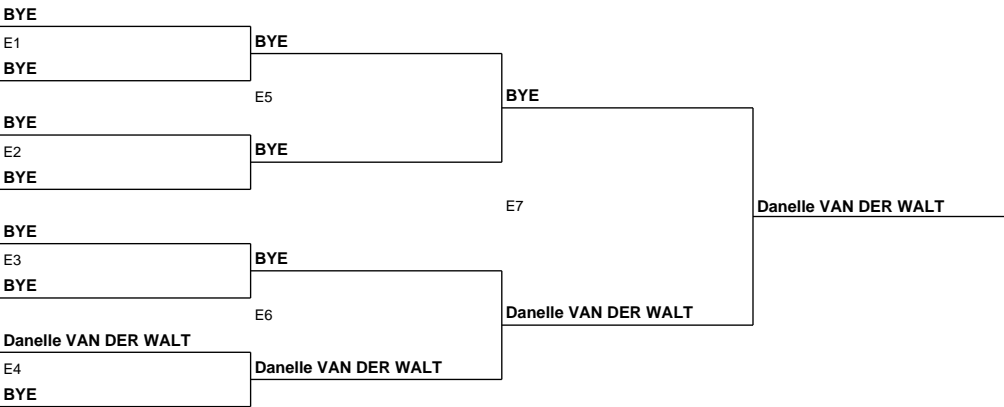 BYE
E1
BYE
BYE
E5
BYE
BYE
E2
BYE
BYE
E7
Danelle VAN DER WALT
BYE
E3
BYE
BYE
E6
Danelle VAN DER WALT
Danelle VAN DER WALT
E4
Danelle VAN DER WALT
BYE